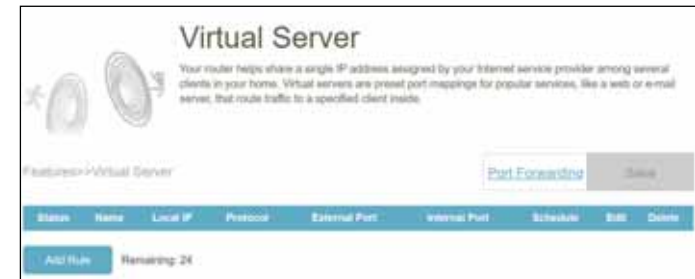 Virtual Server
Your router helps share a single IP address assigned by your Internet service provider among several
clients in your home. Virtual servers are preset port mappings for popular services, like a web or e-mail
server, that route traffic to a specified client inside.
Features>>Virtual Server
Port Forwarding
Save
Status Name Local IP Protocol External Port Internal Port Schedule Edit Delete
Add Rule
Remaining: 24